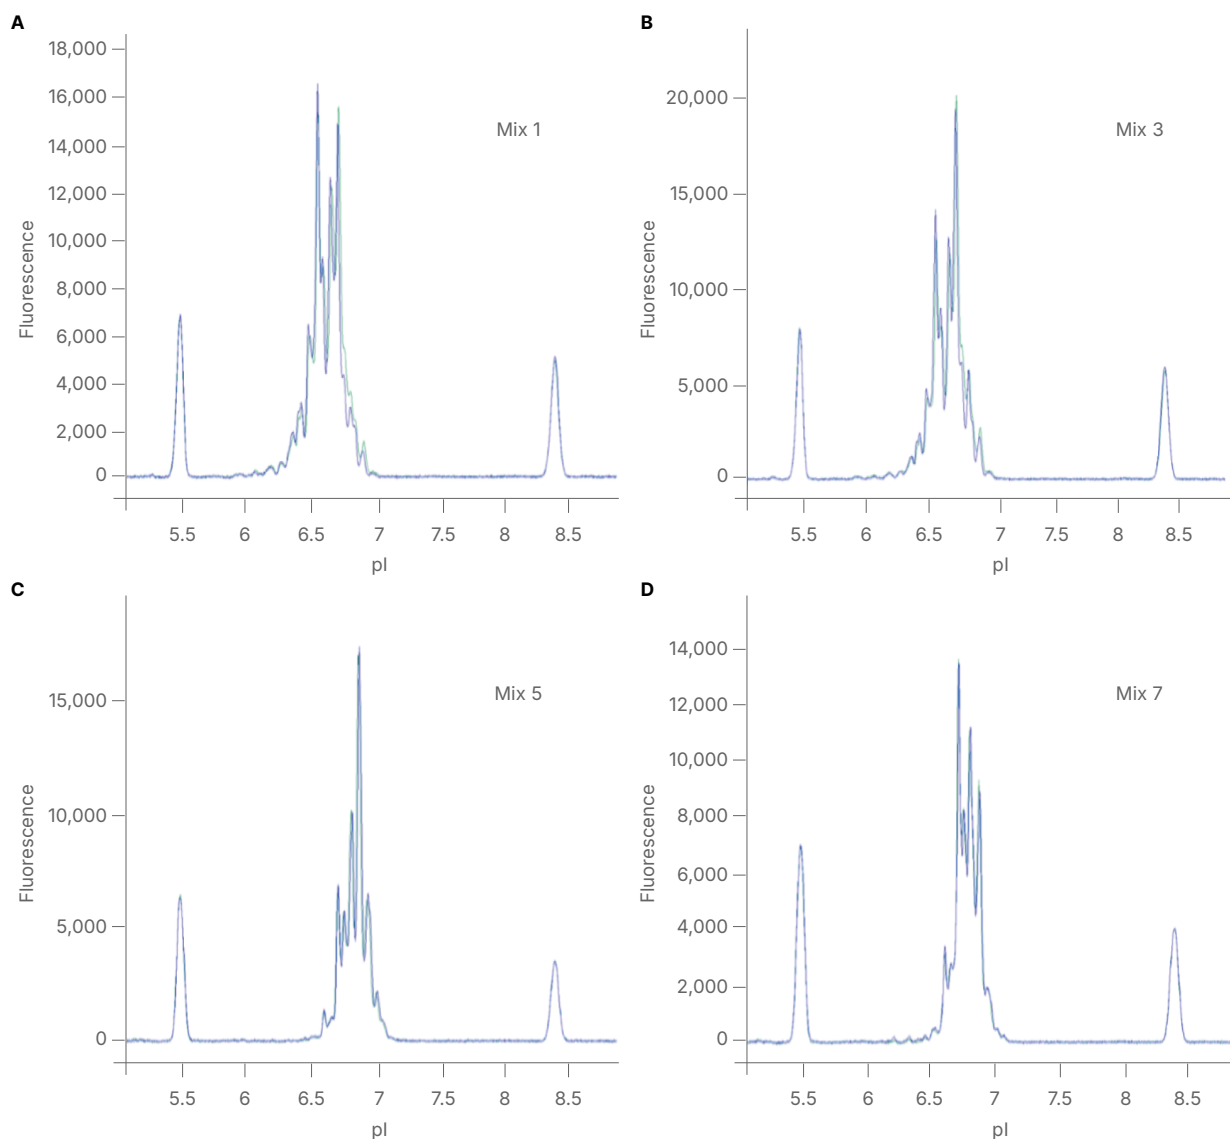 A
18,000
16,000
14,000
12,000
10,000
8,000
6,000
4,000
2,000
0
Fluorescence
Mix 1
5.5 6 6.5 7 7.5 8 8.5
pI
B
20,000
15,000
10,000
5,000
0
Fluorescence
Mix 3
5.5 6 6.5 7 7.5 8 8.5
pI
C
15,000
10,000
5,000
0
Fluorescence
Mix 5
5.5 6 6.5 7 7.5 8 8.5
pI
D
14,000
12,000
10,000
8,000
6,000
4,000
2,000
0
Fluorescence
Mix 7
5.5 6 6.5 7 7.5 8 8.5
pI